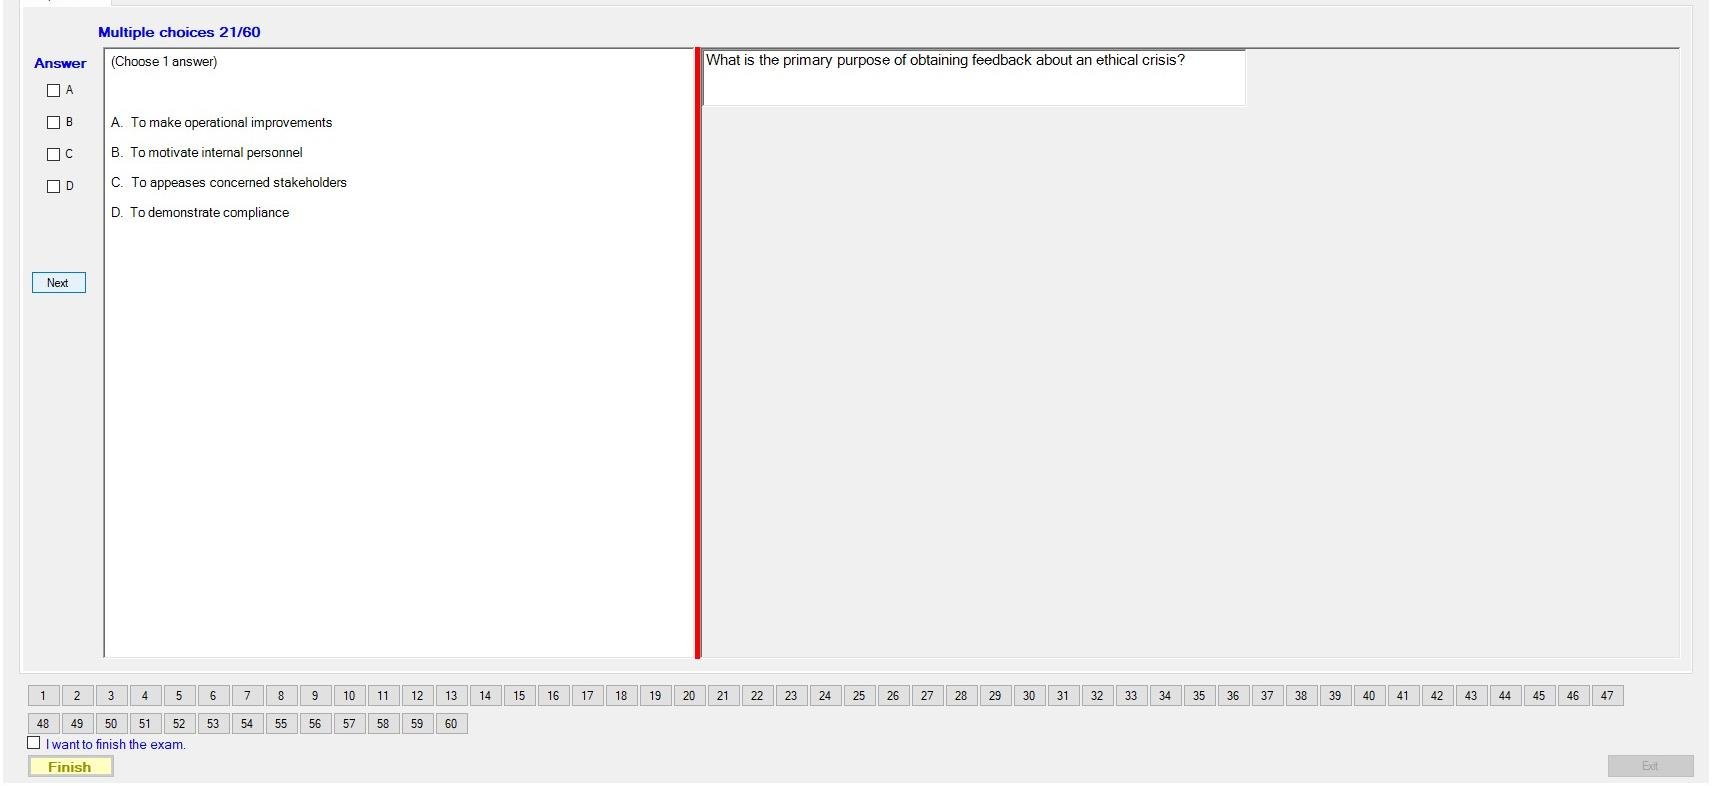 Multiple choices 21/60
Answer
A
B
C
D
Next
(Choose 1 answer)
A. To make operational improvements
B. To motivate internal personnel
C. To appeases concerned stakeholders
D. To demonstrate compliance
What is the primary purpose of obtaining feedback about an ethical crisis?
1 2 3 4 5 6 7 8 9 10 11 12 13 14 15 16 17 18 19 20 21 22 23 24 25 26 27 28 29 30 31 32 33 34 35 36 37 38 39 40 41 42 43 44 45 46 47
48 49 50 51 52 53 54 55 56 57 58 59 60
I want to finish the exam.
Finish
Exit